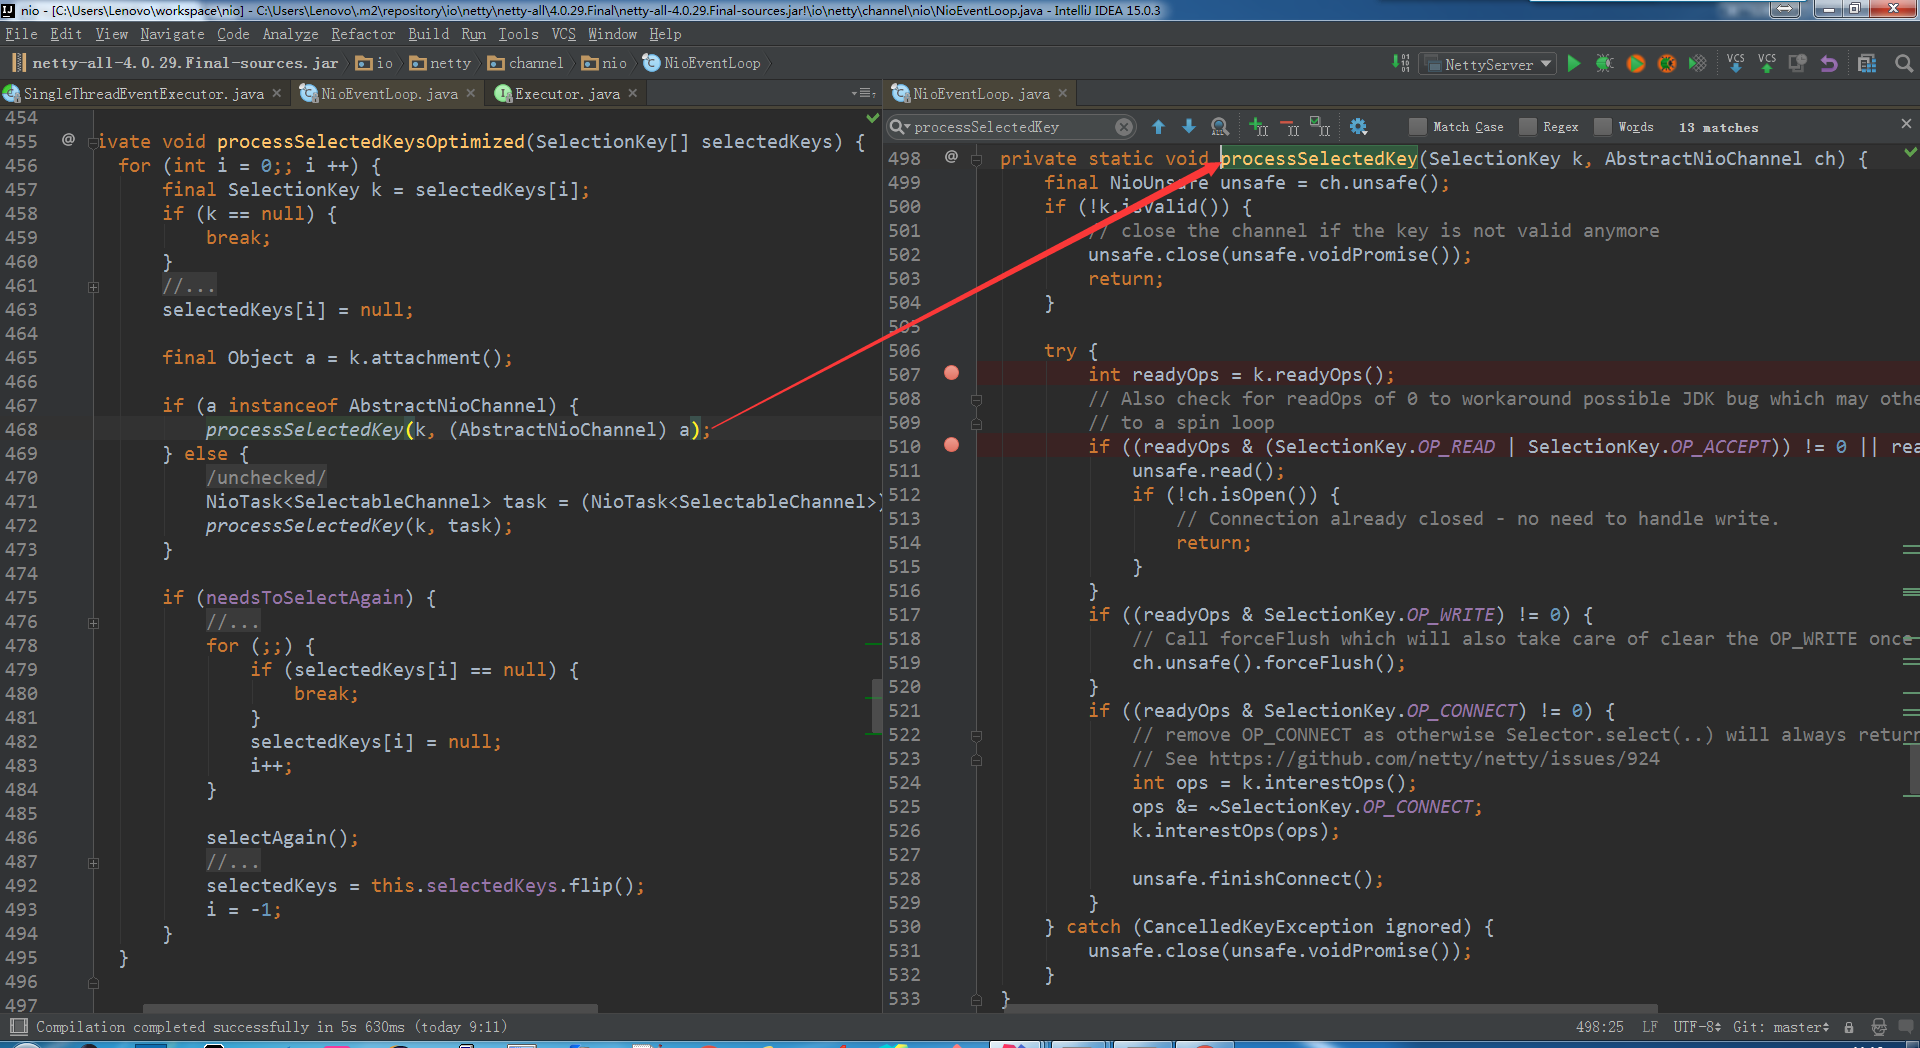 nio - [C:\Users\Lenovo\workspace\nio] - C:\Users\Lenovo\.m2\repository\io\netty\netty-all\4.0.29.Final\netty-all-4.0.29.Final-sources.jar!\io\netty\channel\nio\NioEventLoop.java - IntelliJ IDEA 15.0.3
File Edit View Navigate Code Analyze Refactor Build Run Tools VCS Window Help
netty-all-4.0.29.Final-sources.jar io netty channel nio NioEventLoop NettyServer VCS VCS
SingleThreadEventExecutor.java NioEventLoop.java Executor.java
454
455 @ ivate void processSelectedKeysOptimized(SelectionKey[] selectedKeys) {
456 for (int i = 0;; i ++) {
457 final SelectionKey k = selectedKeys[i];
458 if (k == null) {
459 break;
460 }
461 //...
463 selectedKeys[i] = null;
464
465 final Object a = k.attachment();
466
467 if (a instanceof AbstractNioChannel) {
468 processSelectedKey(k, (AbstractNioChannel) a);
469 } else {
470 /unchecked/
471 NioTask<SelectableChannel> task = (NioTask<SelectableChannel>)
472 processSelectedKey(k, task);
473 }
474
475 if (needsToSelectAgain) {
476 //...
478 for (;;) {
479 if (selectedKeys[i] == null) {
480 break;
481 }
482 selectedKeys[i] = null;
483 i++;
484 }
485
486 selectAgain();
487 //...
492 selectedKeys = this.selectedKeys.flip();
493 i = -1;
494 }
495 }
496
497
NioEventLoop.java
processSelectedKey Match Case Regex Words 13 matches
498 @ private static void processSelectedKey(SelectionKey k, AbstractNioChannel ch) {
499 final NioUnsafe unsafe = ch.unsafe();
500 if (!k.isValid()) {
501 // close the channel if the key is not valid anymore
502 unsafe.close(unsafe.voidPromise());
503 return;
504 }
505
506 try {
507 int readyOps = k.readyOps();
508 // Also check for readOps of 0 to workaround possible JDK bug which may othe
509 // to a spin loop
510 if ((readyOps & (SelectionKey.OP_READ | SelectionKey.OP_ACCEPT)) != 0 || rea
511 unsafe.read();
512 if (!ch.isOpen()) {
513 // Connection already closed - no need to handle write.
514 return;
515 }
516 }
517 if ((readyOps & SelectionKey.OP_WRITE) != 0) {
518 // Call forceFlush which will also take care of clear the OP_WRITE once
519 ch.unsafe().forceFlush();
520 }
521 if ((readyOps & SelectionKey.OP_CONNECT) != 0) {
522 // remove OP_CONNECT as otherwise Selector.select(..) will always return
523 // See https://github.com/netty/netty/issues/924
524 int ops = k.interestOps();
525 ops &= ~SelectionKey.OP_CONNECT;
526 k.interestOps(ops);
527
528 unsafe.finishConnect();
529 }
530 } catch (CancelledKeyException ignored) {
531 unsafe.close(unsafe.voidPromise());
532 }
533 }
Compilation completed successfully in 5s 630ms (today 9:11) 498:25 LF UTF-8 Git: master